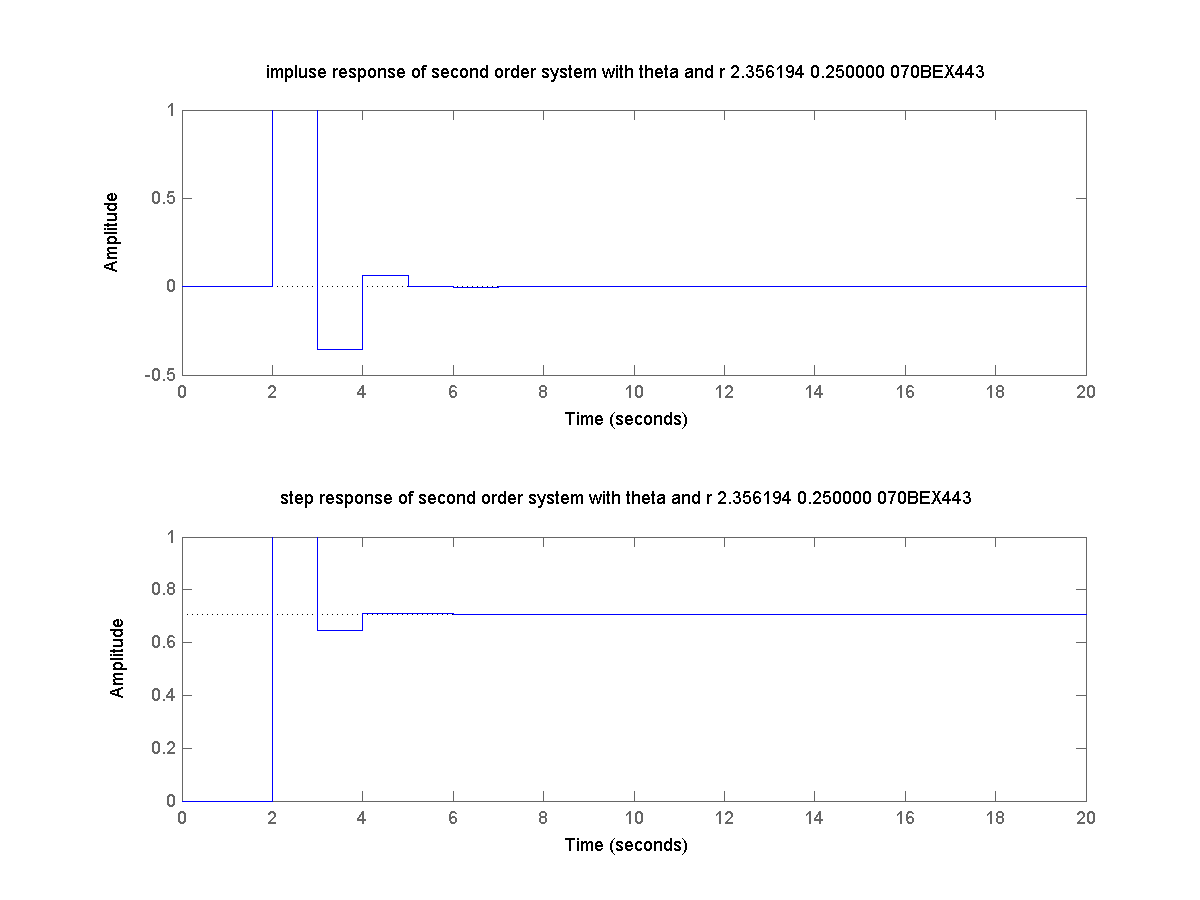 impluse response of second order system with theta and r 2.356194 0.250000 070BEX443
1
0.5
0
-0.5
Amplitude
0 2 4 6 8 10 12 14 16 18 20
Time (seconds)
step response of second order system with theta and r 2.356194 0.250000 070BEX443
1
0.8
0.6
0.4
0.2
0
Amplitude
0 2 4 6 8 10 12 14 16 18 20
Time (seconds)